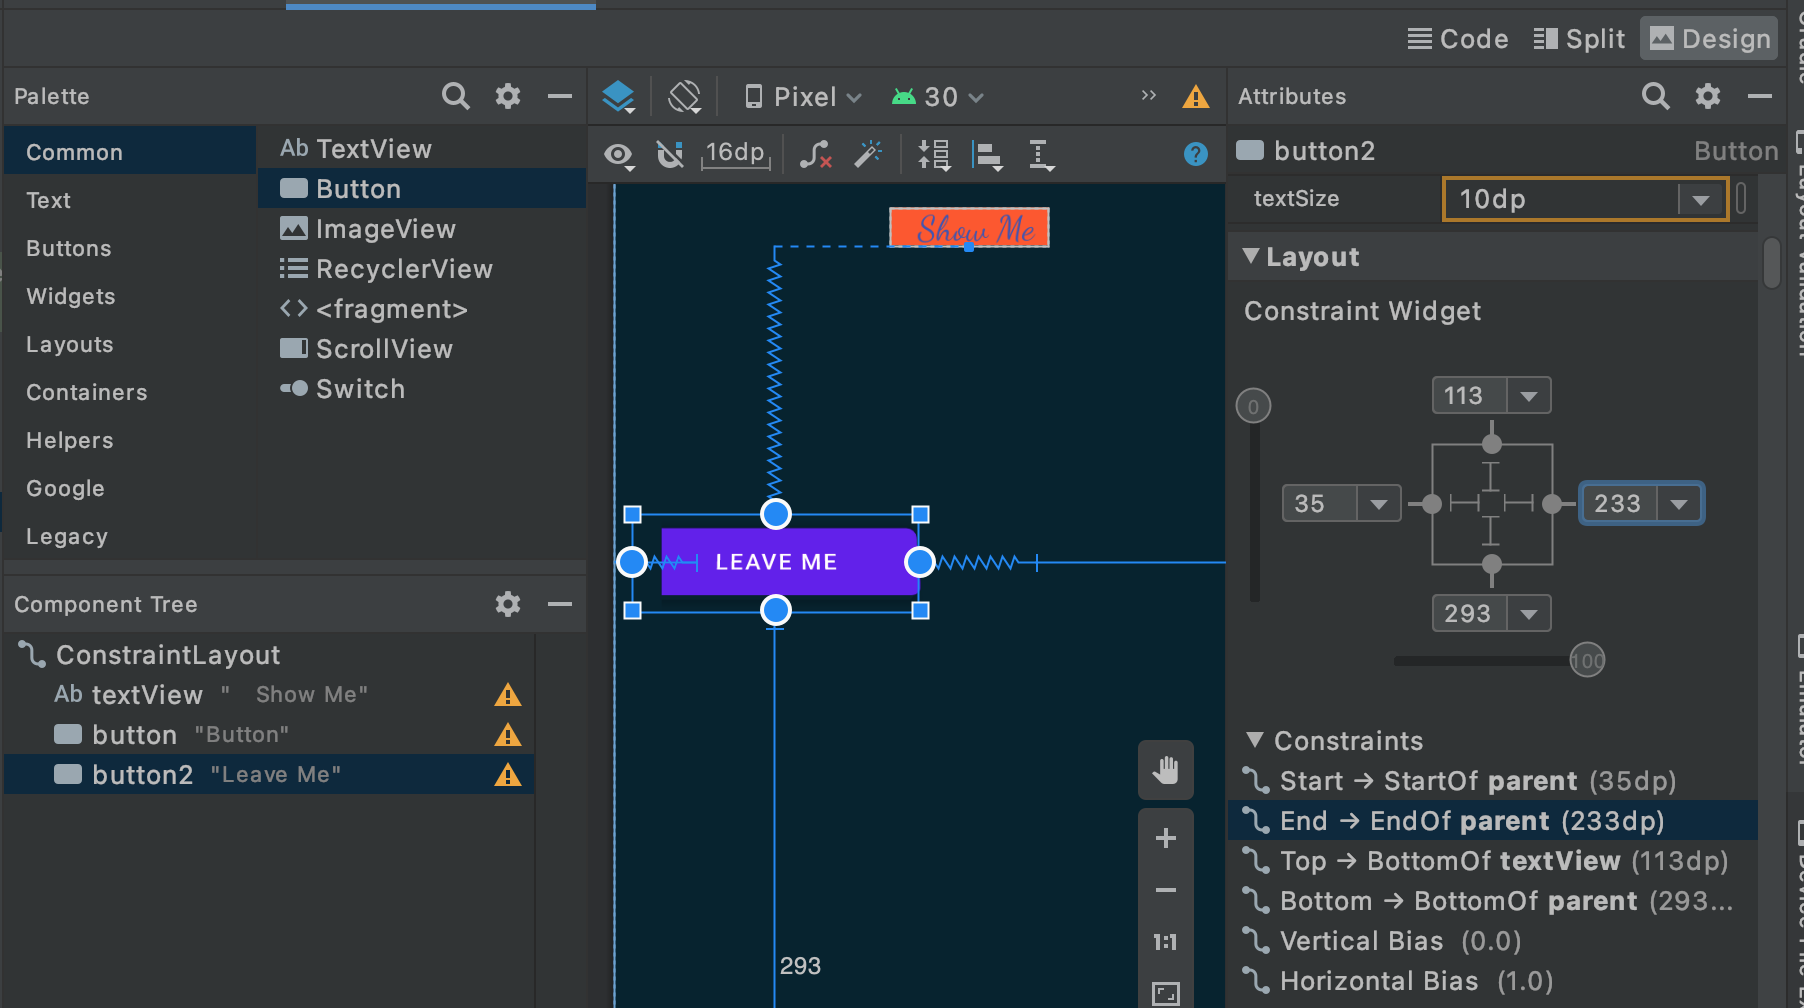 Code
Split
Design
Palette
Pixel
30
Attributes
Common
Text
Buttons
Widgets
Layouts
Containers
Helpers
Google
Legacy
Ab TextView
Button
ImageView
RecyclerView
<> <fragment>
ScrollView
Switch
16dp
?
button2
Button
textSize
10dp
Show Me
Layout
Constraint Widget
0
113
35
233
293
100
LEAVE ME
Component Tree
ConstraintLayout
Ab textView " Show Me"
button "Button"
button2 "Leave Me"
Constraints
Start → StartOf parent (35dp)
End → EndOf parent (233dp)
Top → BottomOf textView (113dp)
Bottom → BottomOf parent (293...
Vertical Bias (0.0)
Horizontal Bias (1.0)
1:1
293
Layout Validation
Emulator